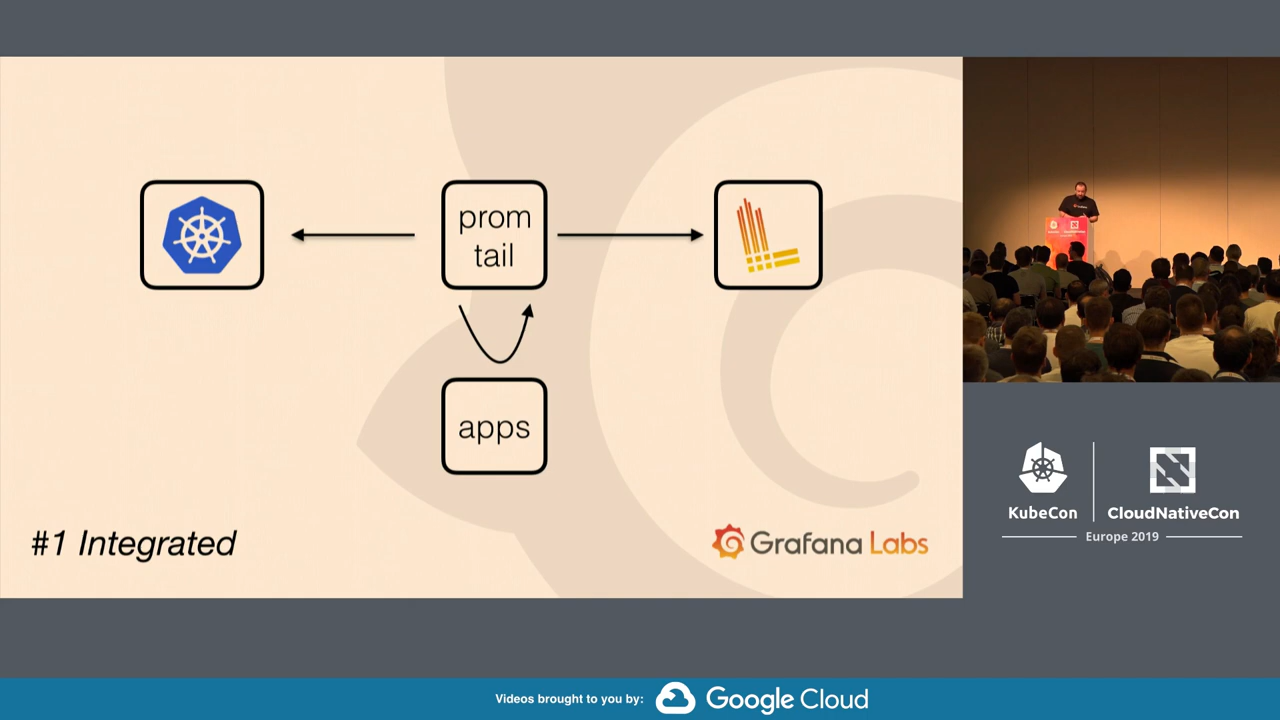 prom
tail
apps
#1 Integrated
Grafana Labs
KubeCon
CloudNativeCon
Europe 2019
Videos brought to you by:
Google Cloud